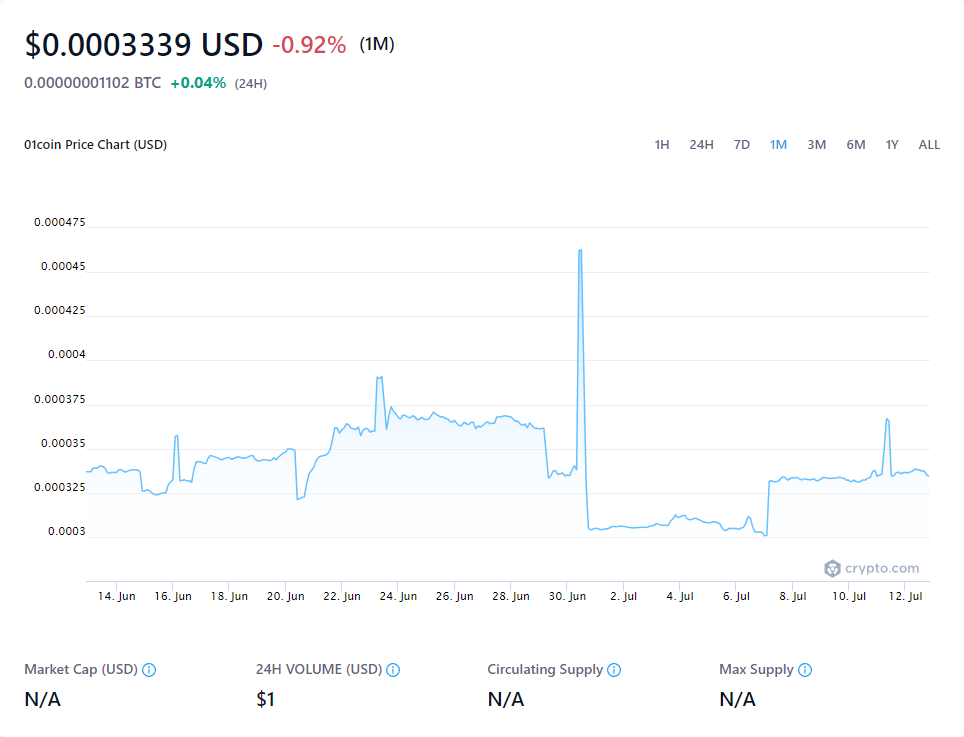 $0.0003339 USD -0.92% (1M)
0.00000001102 BTC +0.04% (24H)
01coin Price Chart (USD) 1H 24H 7D 1M 3M 6M 1Y ALL
0.000475
0.00045
0.000425
0.0004
0.000375
0.00035
0.000325
0.0003
crypto.com
14. Jun 16. Jun 18. Jun 20. Jun 22. Jun 24. Jun 26. Jun 28. Jun 30. Jun 2. Jul 4. Jul 6. Jul 8. Jul 10. Jul 12. Jul
Market Cap (USD) 24H VOLUME (USD) Circulating Supply Max Supply
N/A $1 N/A N/A